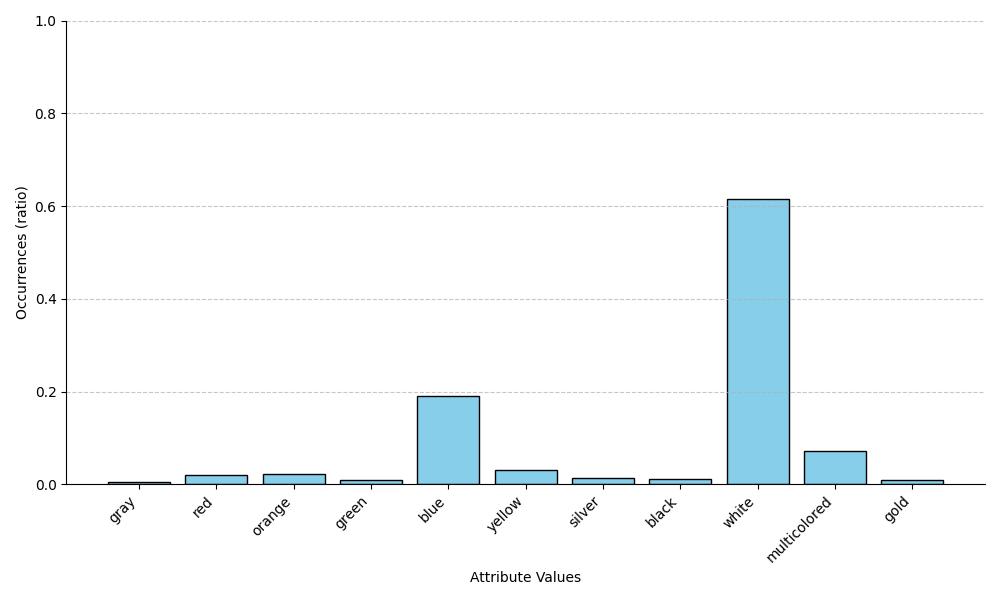 1.0
0.8
0.6
0.4
0.2
0.0
Occurrences (ratio)
gray
red
orange
green
blue
yellow
silver
black
white
multicolored
gold
Attribute Values